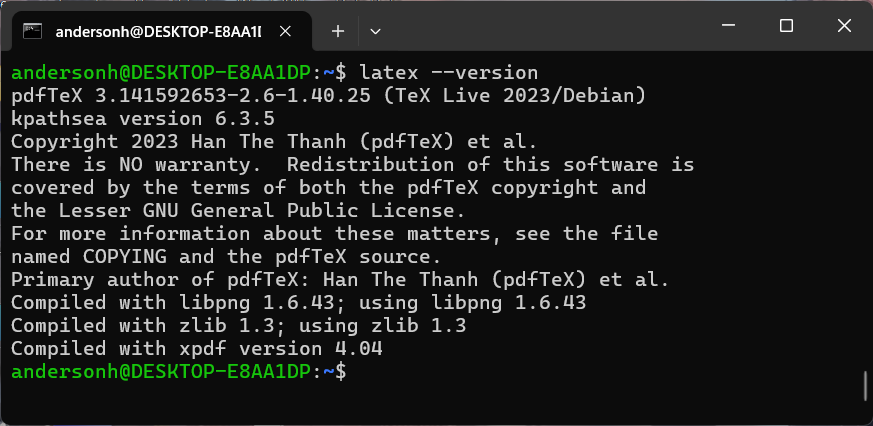 andersonh@DESKTOP-E8AA1D
andersonh@DESKTOP-E8AA1DP:~$ latex --version
pdfTeX 3.141592653-2.6-1.40.25 (TeX Live 2023/Debian)
kpathsea version 6.3.5
Copyright 2023 Han The Thanh (pdfTeX) et al.
There is NO warranty.  Redistribution of this software is
covered by the terms of both the pdfTeX copyright and
the Lesser GNU General Public License.
For more information about these matters, see the file
named COPYING and the pdfTeX source.
Primary author of pdfTeX: Han The Thanh (pdfTeX) et al.
Compiled with libpng 1.6.43; using libpng 1.6.43
Compiled with zlib 1.3; using zlib 1.3
Compiled with xpdf version 4.04
andersonh@DESKTOP-E8AA1DP:~$